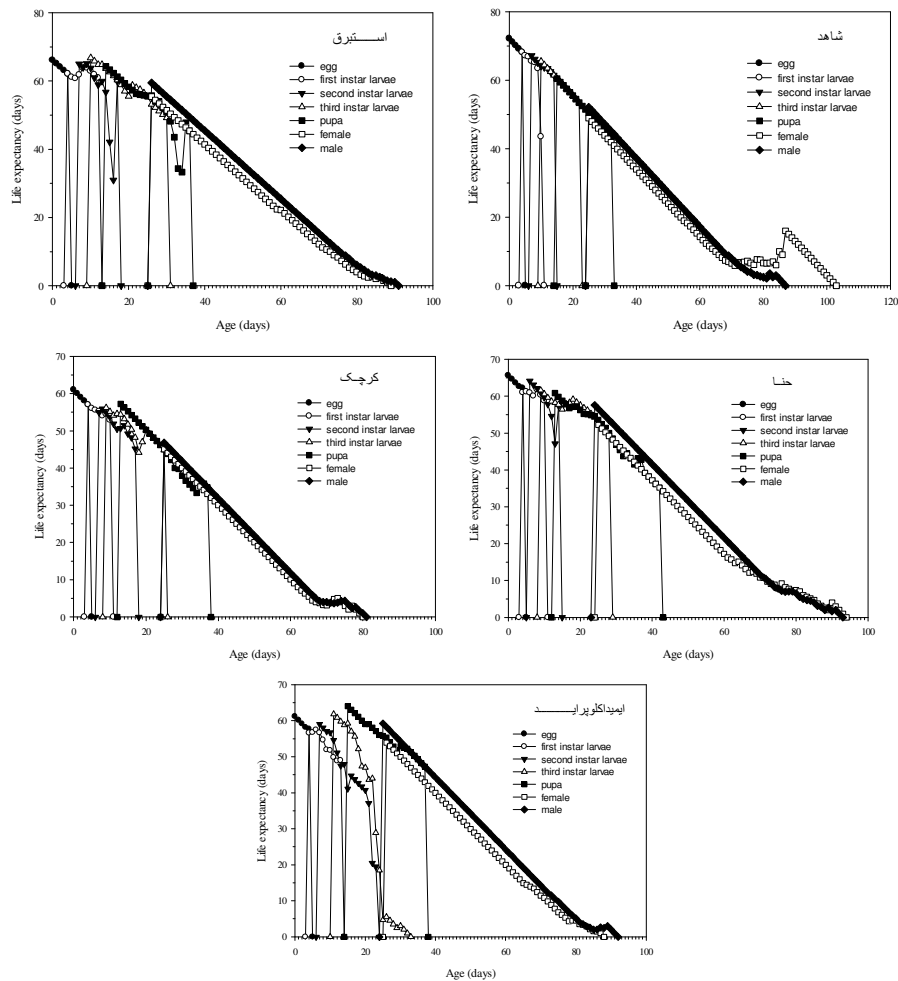 استبرق
80
60
40
20
0
Life expectancy (days)
egg
first instar larvae
second instar larvae
third instar larvae
pupa
female
male
0 20 40 60 80 100
Age (days)
شاهد
80
60
40
20
0
Life expectancy (days)
egg
first instar larvae
second instar larvae
third instar larvae
pupa
female
male
0 20 40 60 80 100 120
Age (days)
کرچک
70
60
50
40
30
20
10
0
Life expectancy (days)
egg
first instar larvae
second instar larvae
third instar larvae
pupa
female
male
0 20 40 60 80 100
Age (days)
حنا
70
60
50
40
30
20
10
0
Life expectancy (days)
egg
first instar larvae
second instar larvae
third instar larvae
pupa
female
male
0 20 40 60 80 100
Age (days)
ایمیداکلوپراید
70
60
50
40
30
20
10
0
Life expectancy (days)
egg
first instar larvae
second instar larvae
third instar larvae
pupa
female
male
0 20 40 60 80 100
Age (days)